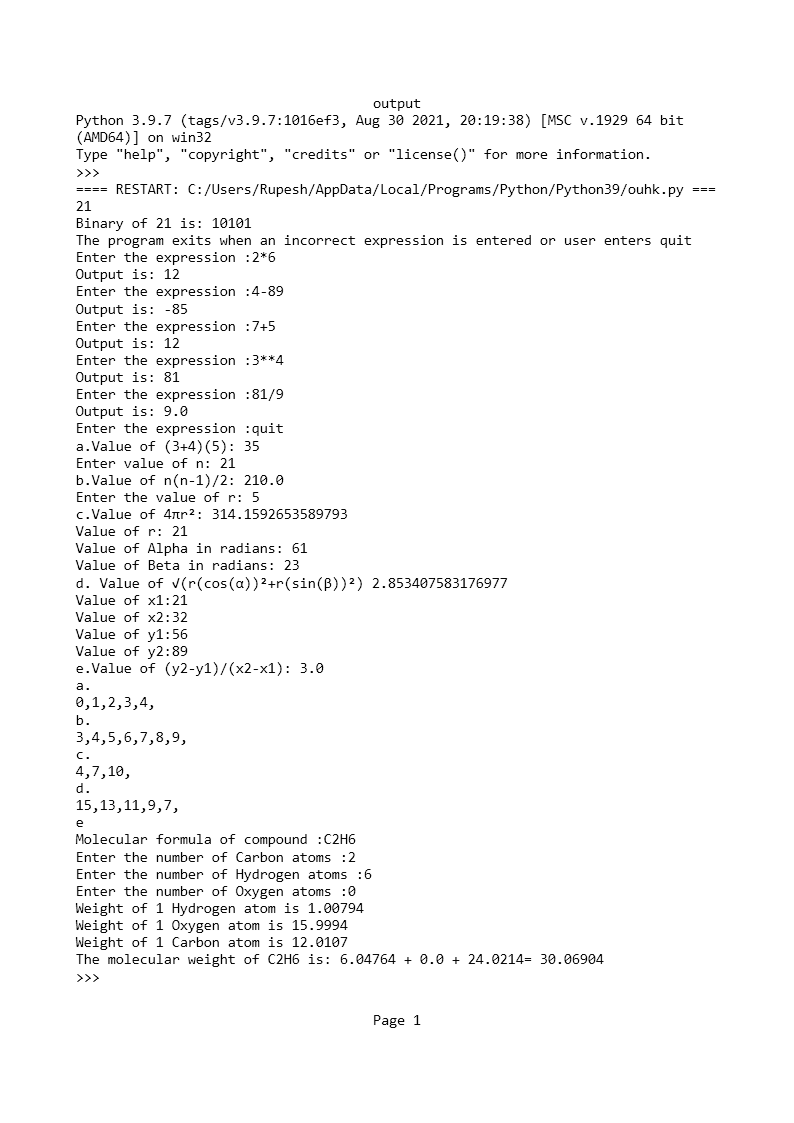 output
Python 3.9.7 (tags/v3.9.7:1016ef3, Aug 30 2021, 20:19:38) [MSC v.1929 64 bit
(AMD64)] on win32
Type "help", "copyright", "credits" or "license()" for more information.
>>>
==== RESTART: C:/Users/Rupesh/AppData/Local/Programs/Python/Python39/ouhk.py ===
21
Binary of 21 is: 10101
The program exits when an incorrect expression is entered or user enters quit
Enter the expression :2*6
Output is: 12
Enter the expression :4-89
Output is: -85
Enter the expression :7+5
Output is: 12
Enter the expression :3**4
Output is: 81
Enter the expression :81/9
Output is: 9.0
Enter the expression :quit
a.Value of (3+4)(5): 35
Enter value of n: 21
b.Value of n(n-1)/2: 210.0
Enter the value of r: 5
c.Value of 4πr²: 314.1592653589793
Value of r: 21
Value of Alpha in radians: 61
Value of Beta in radians: 23
d. Value of √(r(cos(α))²+r(sin(β))²) 2.853407583176977
Value of x1:21
Value of x2:32
Value of y1:56
Value of y2:89
e.Value of (y2-y1)/(x2-x1): 3.0
a.
0,1,2,3,4,
b.
3,4,5,6,7,8,9,
c.
4,7,10,
d.
15,13,11,9,7,
e
Molecular formula of compound :C2H6
Enter the number of Carbon atoms :2
Enter the number of Hydrogen atoms :6
Enter the number of Oxygen atoms :0
Weight of 1 Hydrogen atom is 1.00794
Weight of 1 Oxygen atom is 15.9994
Weight of 1 Carbon atom is 12.0107
The molecular weight of C2H6 is: 6.04764 + 0.0 + 24.0214= 30.06904
>>>
Page 1